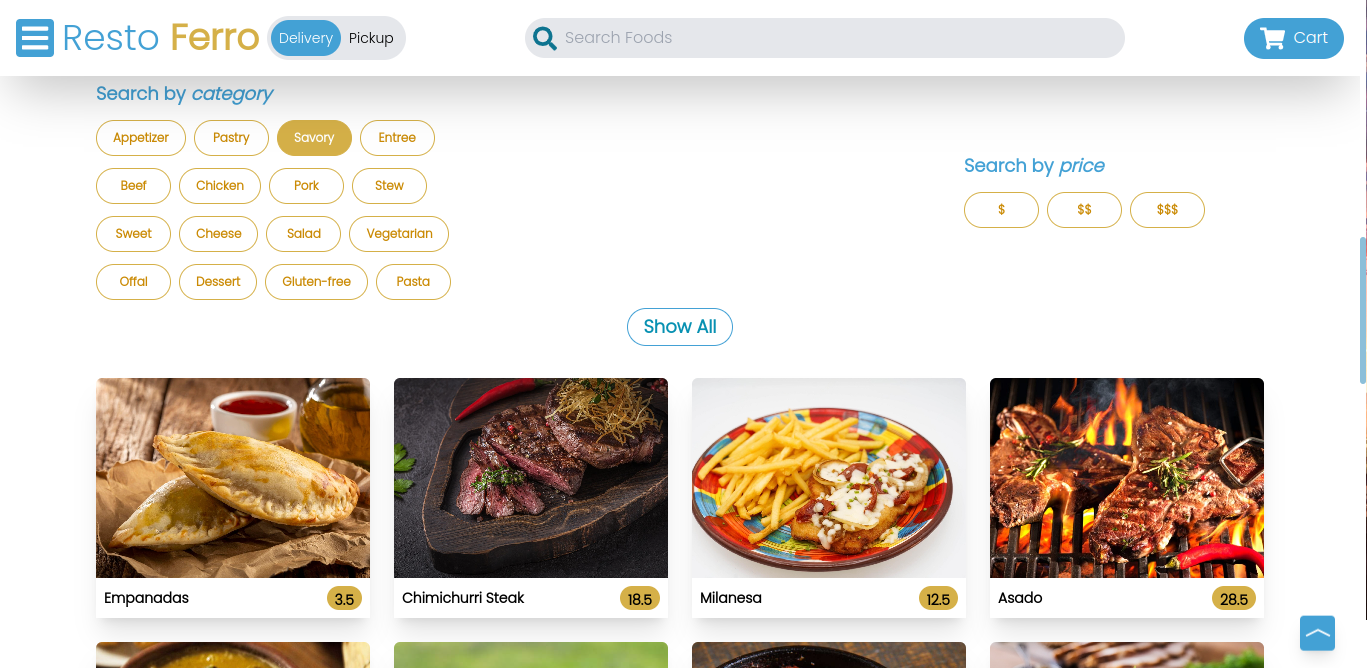 Resto Ferro Delivery Pickup Search Foods Cart
Search by category
Appetizer Pastry Savory Entree
Search by price
Beef Chicken Pork Stew
$ $$ $$$
Sweet Cheese Salad Vegetarian
Offal Dessert Gluten-free Pasta
Show All
Empanadas 3.5
Chimichurri Steak 18.5
Milanesa 12.5
Asado 28.5